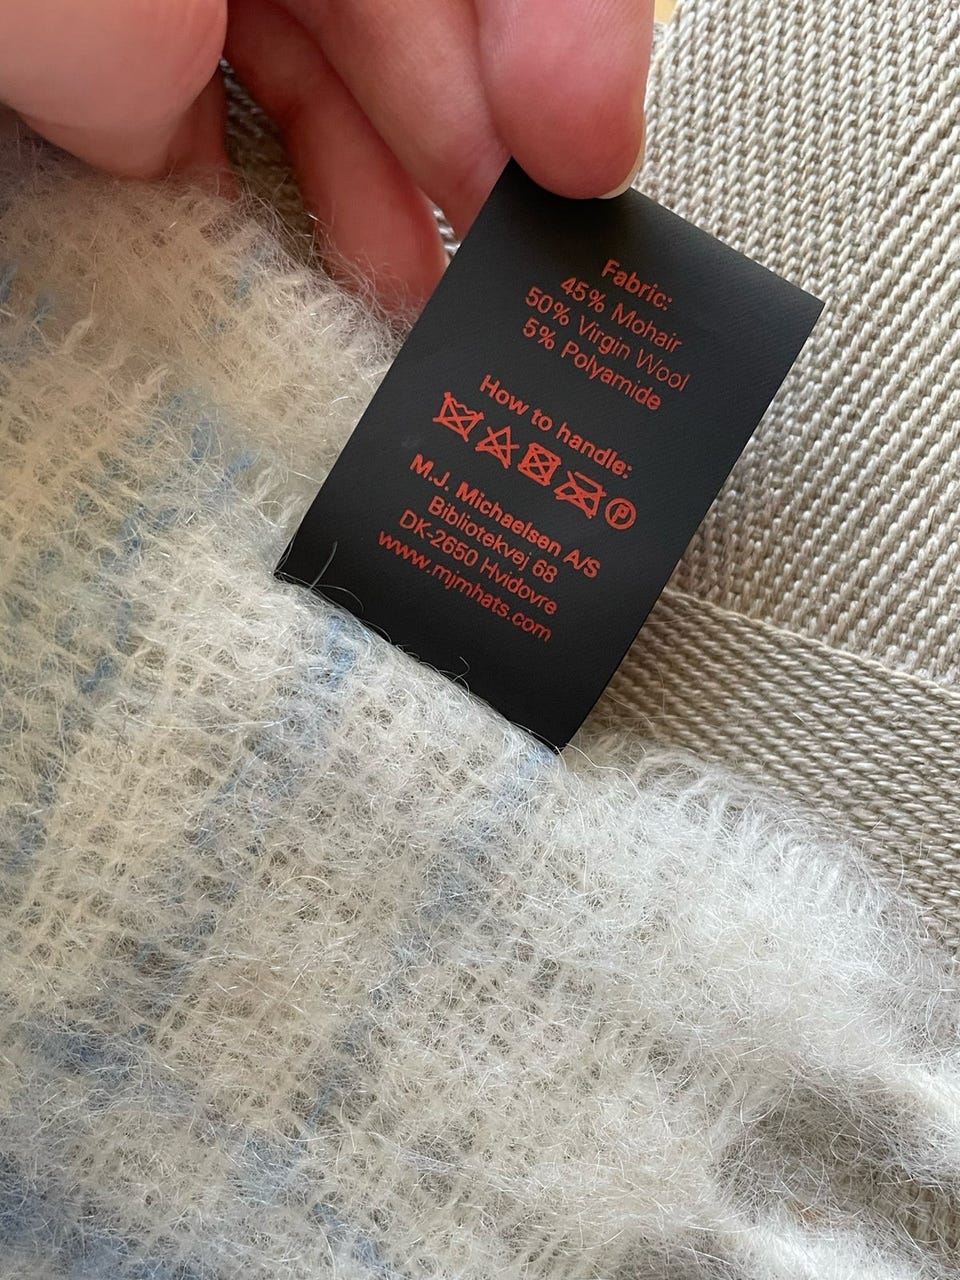 Fabric:
45% Mohair
50% Virgin Wool
5% Polyamide
How to handle:
P
M.J. Michaelsen A/S
Bibliotekvej 68
DK-2650 Hvidovre
www.mjmhats.com